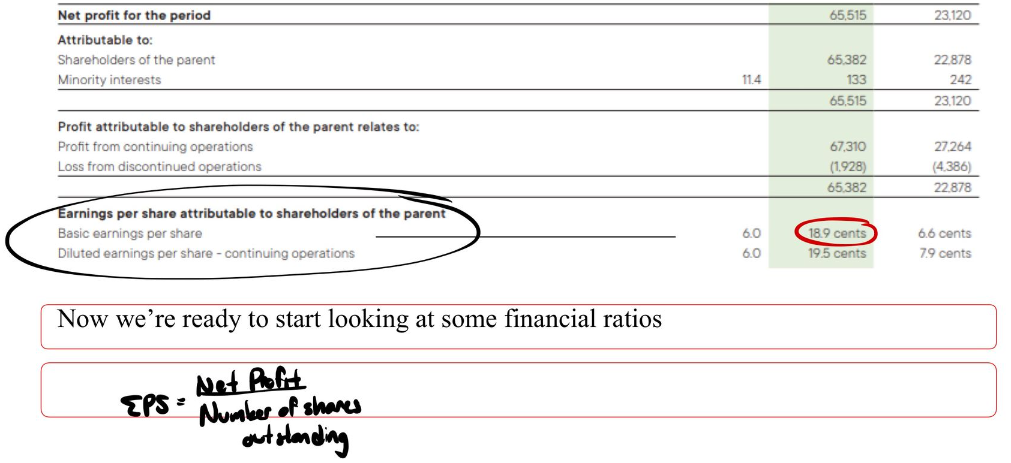 Net profit for the period 65,515 23,120
Attributable to:
Shareholders of the parent 65,382 22,878
Minority interests 11.4 133 242
65,515 23,120
Profit attributable to shareholders of the parent relates to:
Profit from continuing operations 67,310 27,264
Loss from discontinued operations (1,928) (4,386)
65,382 22,878
Earnings per share attributable to shareholders of the parent
Basic earnings per share 6.0 18.9 cents 6.6 cents
Diluted earnings per share - continuing operations 6.0 19.5 cents 7.9 cents
Now we’re ready to start looking at some financial ratios
EPS = Net Profit
Number of shares
outstanding